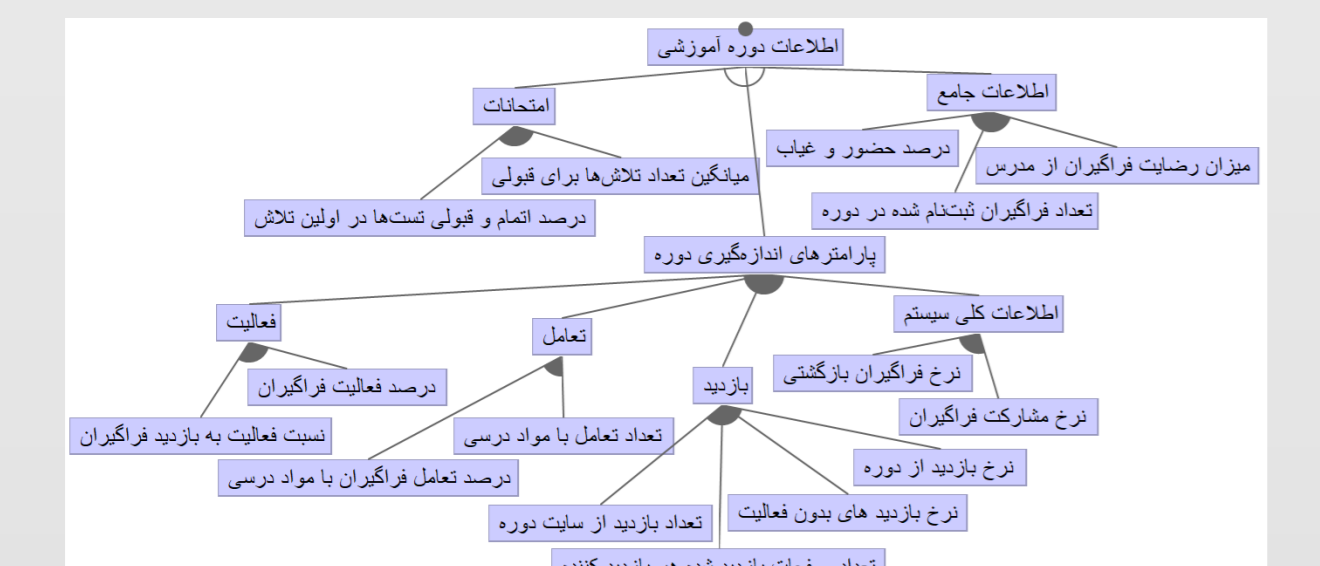 اطلاعات دوره آموزشی
اطلاعات جامع
امتحانات
درصد حضور و غیاب
میزان رضایت فراگیران از مدرس
میانگین تعداد تلاش‌ها برای قبولی
تعداد فراگیران ثبت‌نام شده در دوره
درصد اتمام و قبولی تست‌ها در اولین تلاش
پارامترهای اندازه‌گیری دوره
اطلاعات کلی سیستم
فعالیت
تعامل
نرخ فراگیران بازگشتی
بازدید
درصد فعالیت فراگیران
نرخ مشارکت فراگیران
تعداد تعامل با مواد درسی
نسبت فعالیت به بازدید فراگیران
نرخ بازدید از دوره
درصد تعامل فراگیران با مواد درسی
نرخ بازدید های بدون فعالیت
تعداد بازدید از سایت دوره